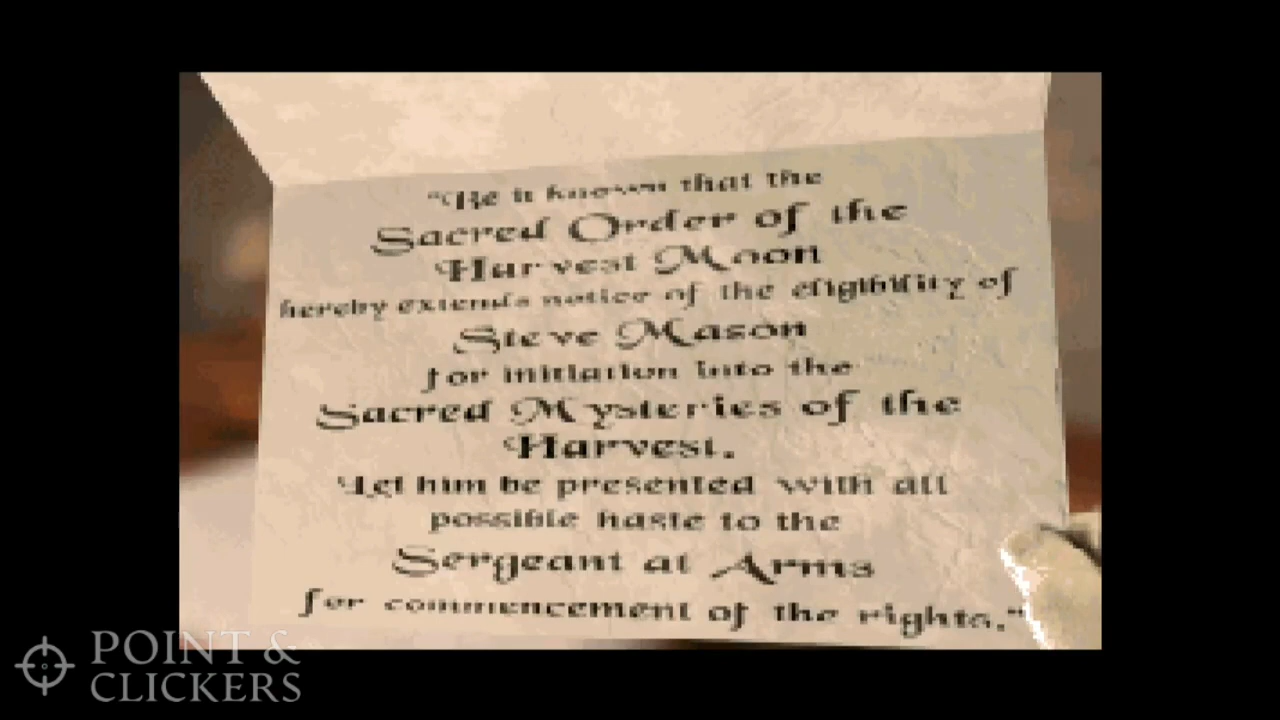 "Be it known that the
Sacred Order of the
Harvest Moon
hereby extends notice of the eligibility of
Steve Mason
for initiation into the
Sacred Mysteries of the
Harvest.
Let him be presented with all
possible haste to the
Sergeant at Arms
for commencement of the rights."
POINT &
CLICKERS